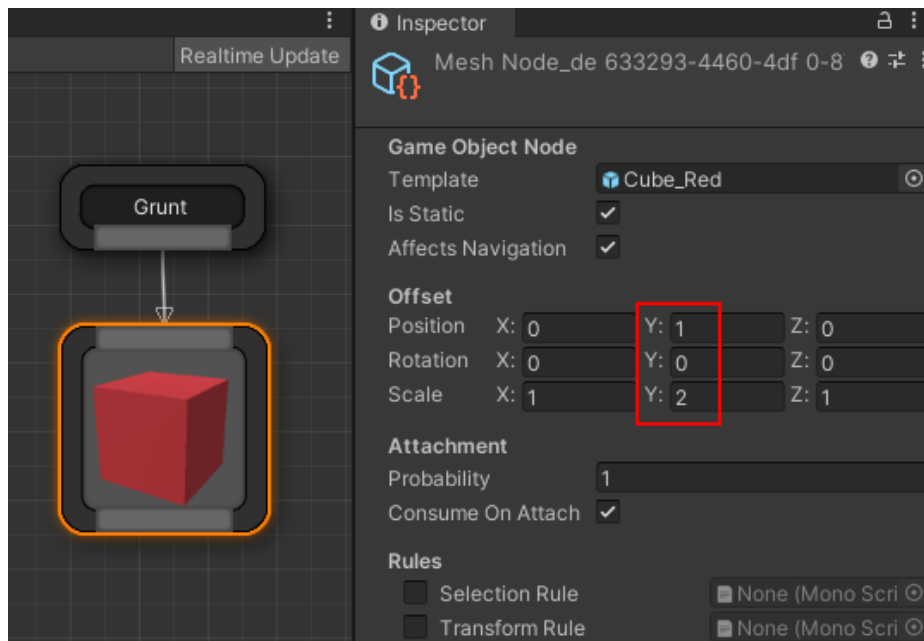 Realtime Update
Grunt
Inspector
Mesh Node_de 633293-4460-4df 0-8
Game Object Node
Template Cube_Red
Is Static
Affects Navigation
Offset
Position X: 0 Y: 1 Z: 0
Rotation X: 0 Y: 0 Z: 0
Scale X: 1 Y: 2 Z: 1
Attachment
Probability 1
Consume On Attach
Rules
Selection Rule None (Mono Scri
Transform Rule None (Mono Scri